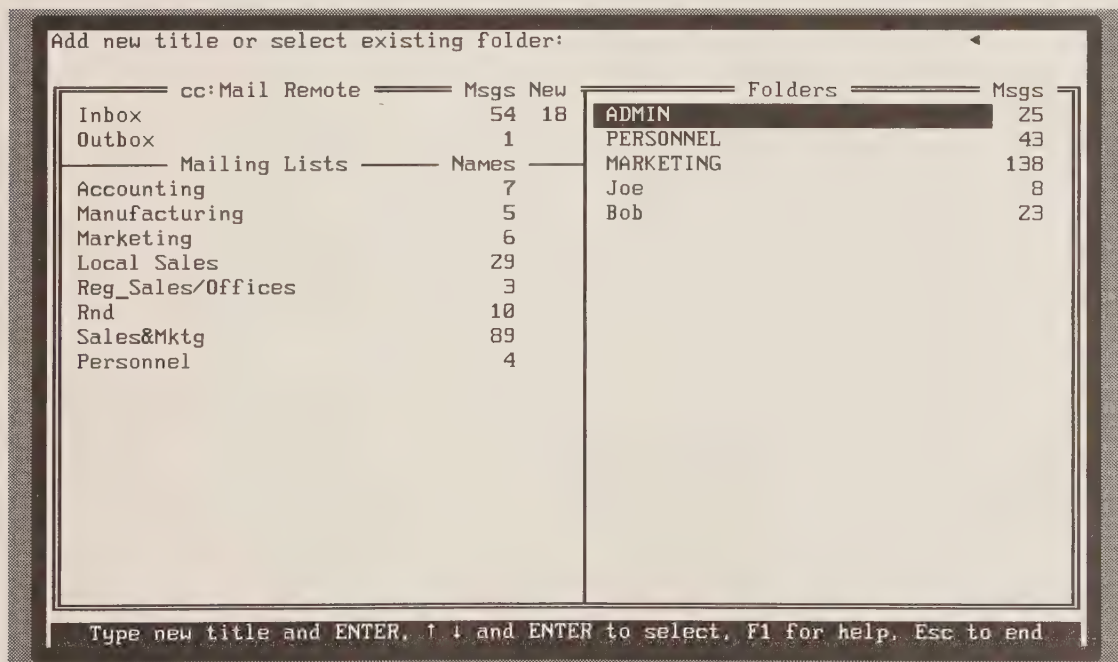 Add new title or select existing folder:
cc:Mail Remote Msgs New
Inbox 54 18
Outbox 1
Mailing Lists Names
Accounting 7
Manufacturing 5
Marketing 6
Local Sales 29
Reg_Sales/Offices 3
Rnd 10
Sales&Mktg 89
Personnel 4
Folders Msgs
ADMIN 25
PERSONNEL 43
MARKETING 138
Joe 8
Bob 23
Type new title and ENTER, ↑ ↓ and ENTER to select, F1 for help, Esc to end